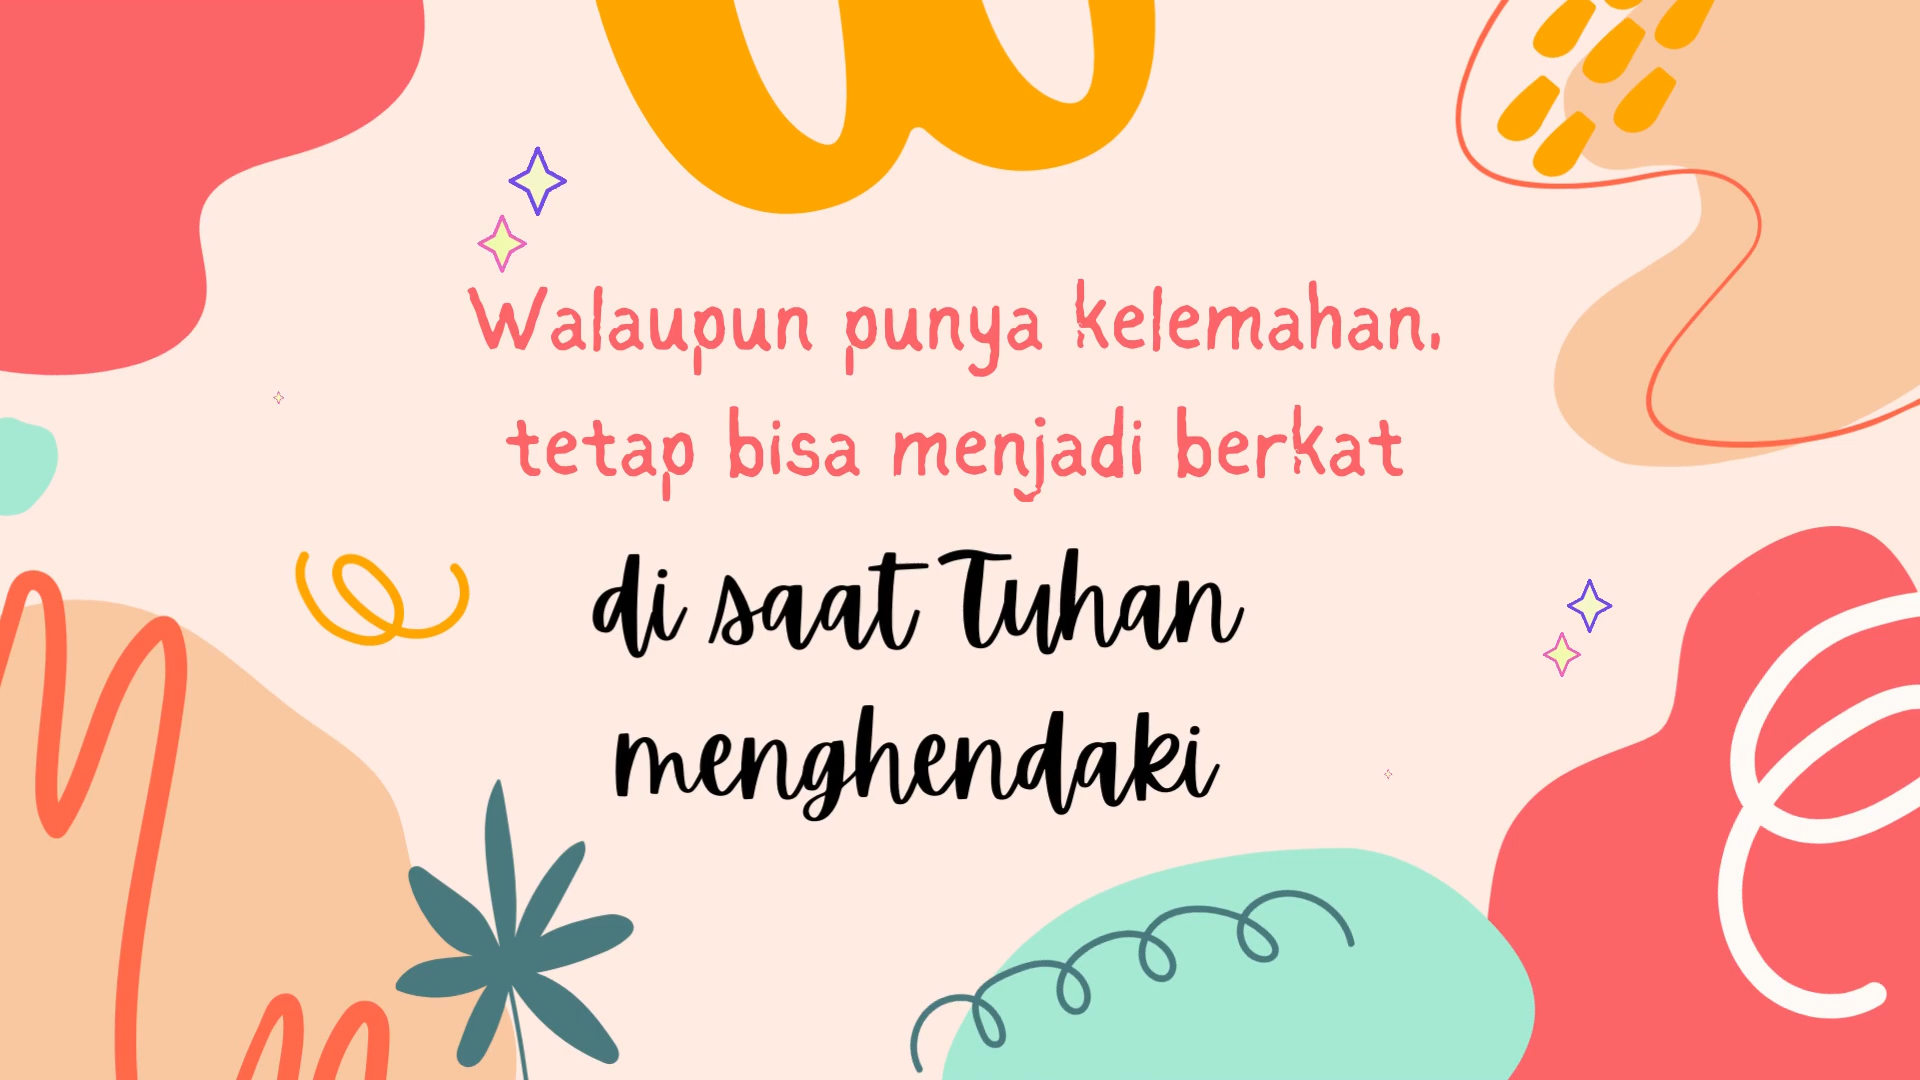 Walaupun punya kelemahan,
tetap bisa menjadi berkat
di saat Tuhan
menghendaki